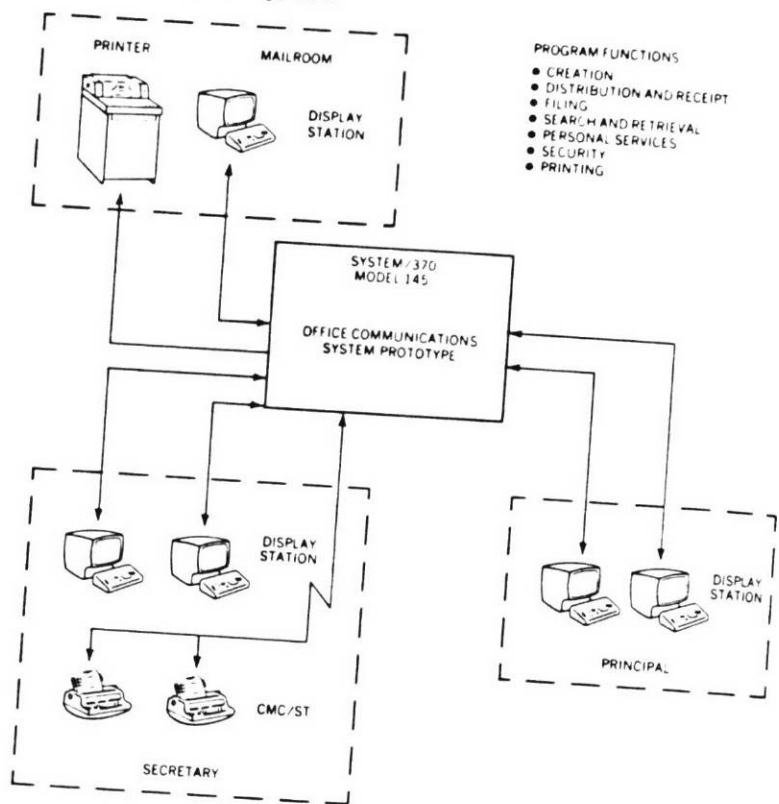 PRINTER
MAILROOM
DISPLAY
STATION
PROGRAM FUNCTIONS
● CREATION
● DISTRIBUTION AND RECEIPT
● FILING
● SEARCH AND RETRIEVAL
● PERSONAL SERVICES
● SECURITY
● PRINTING
SYSTEM/370
MODEL 145
OFFICE COMMUNICATIONS
SYSTEM PROTOTYPE
DISPLAY
STATION
CMC/ST
SECRETARY
DISPLAY
STATION
PRINCIPAL